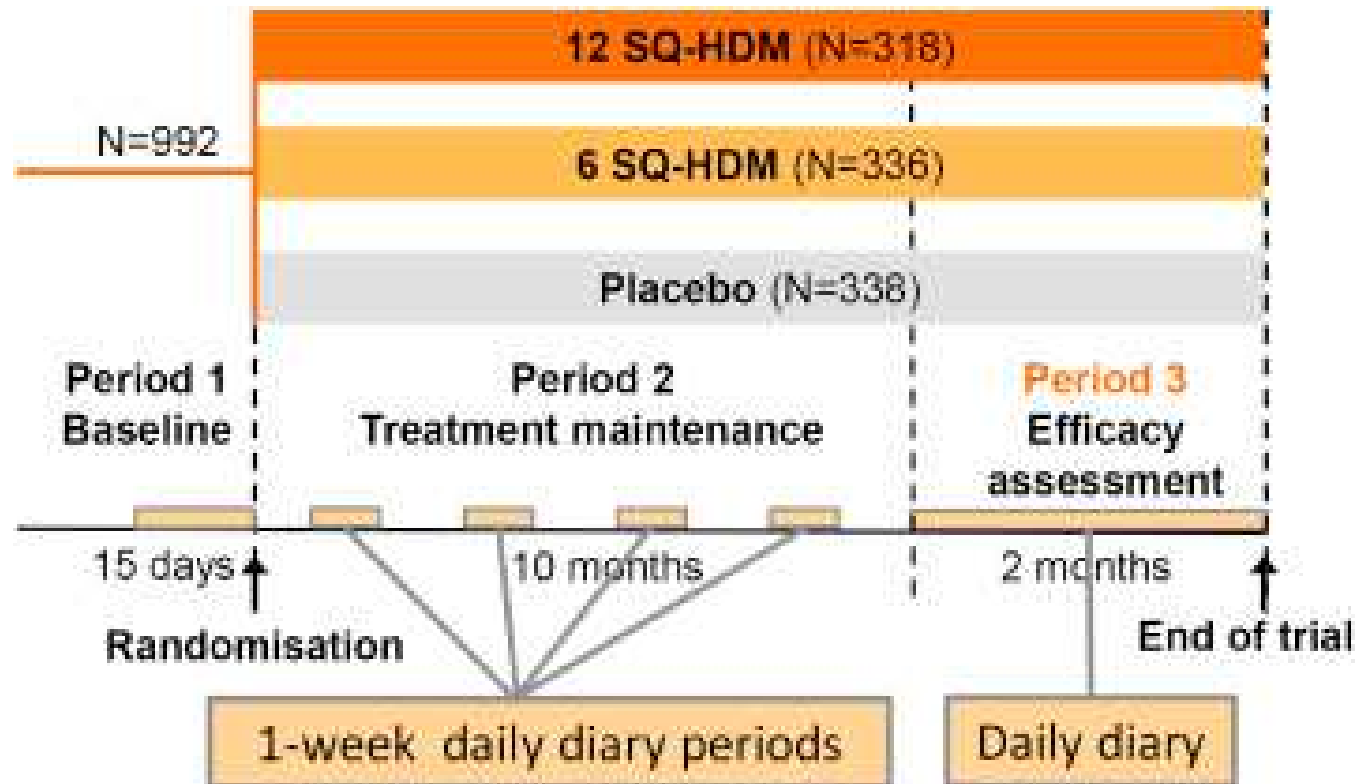 12 SQ-HDM (N=318)
N=992
6 SQ-HDM (N=336)
Placebo (N=338)
Period 1
Baseline
Period 2
Treatment maintenance
Period 3
Efficacy
assessment
15 days
10 months
2 months
Randomisation
End of trial
1-week daily diary periods
Daily diary